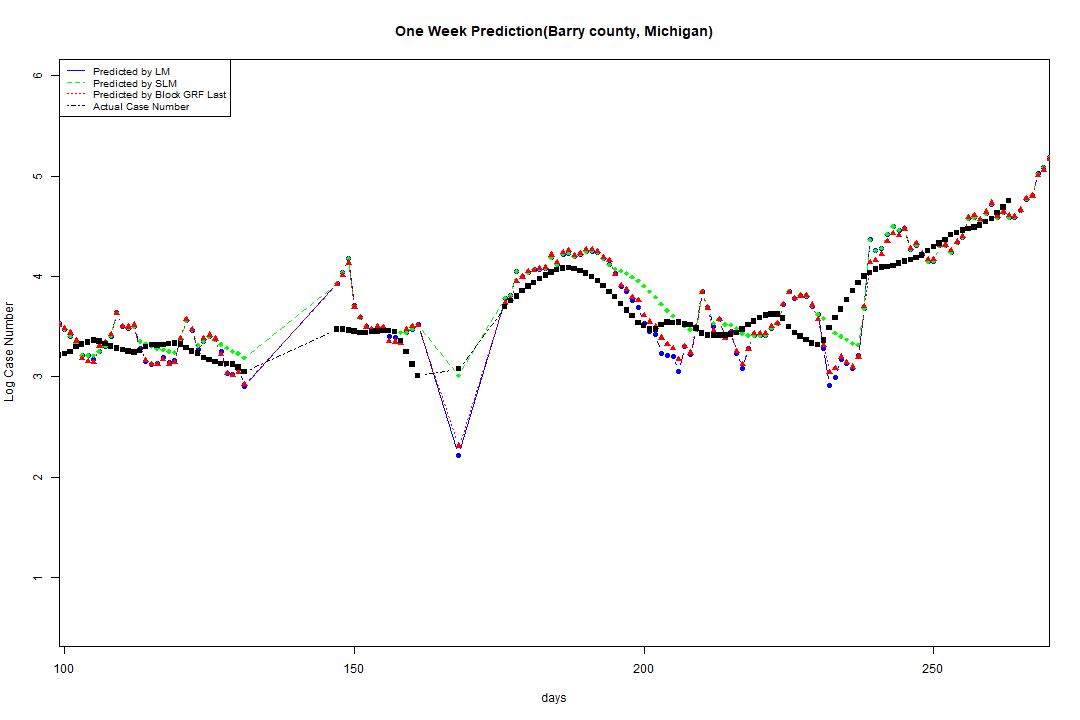 One Week Prediction(Barry county, Michigan)
Predicted by LM
Predicted by SLM
Predicted by Block GRF Last
Actual Case Number
6
5
4
3
2
1
Log Case Number
100
150
200
250
days